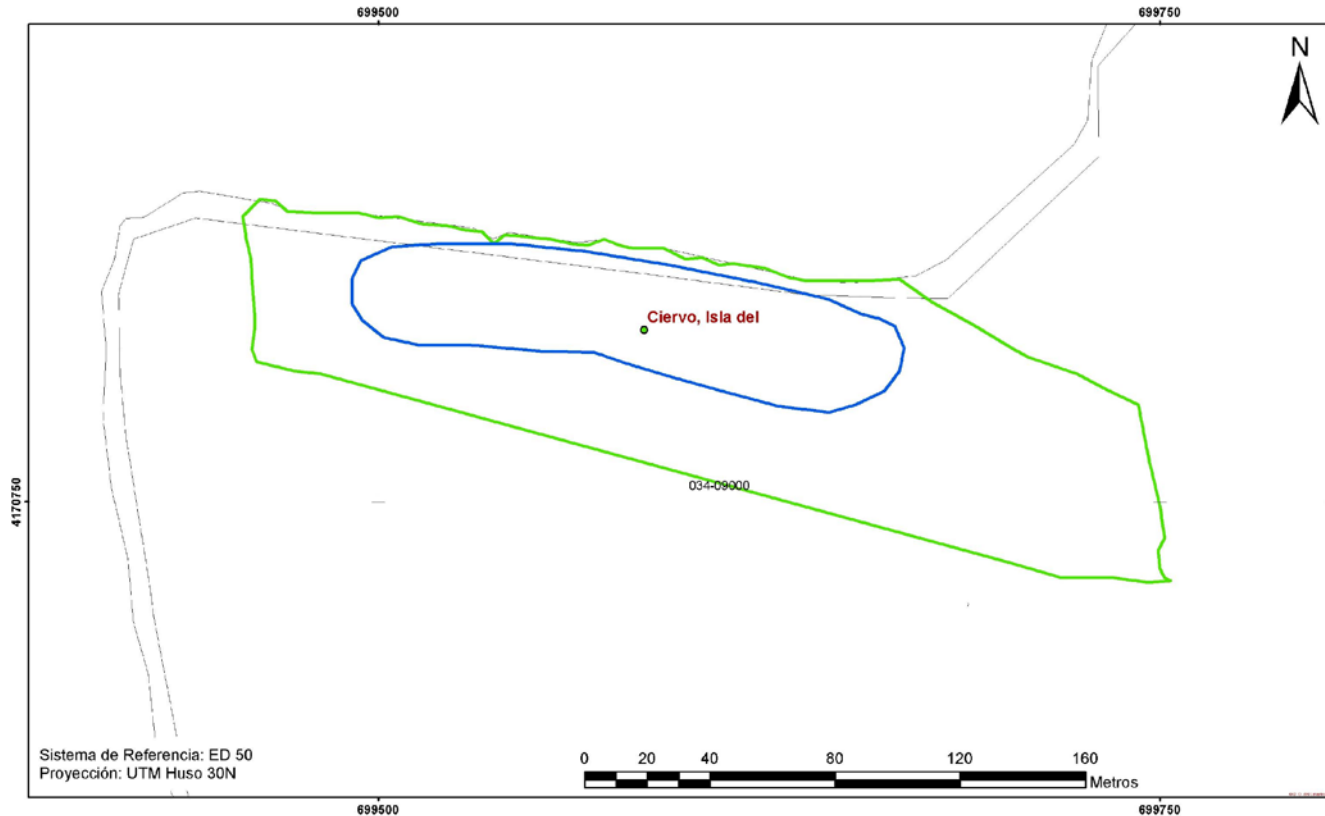 699500 699750
N
Ciervo, Isla del
034-09000
4170750
Sistema de Referencia: ED 50
Proyección: UTM Huso 30N
0 20 40 80 120 160
Metros
699500 699750